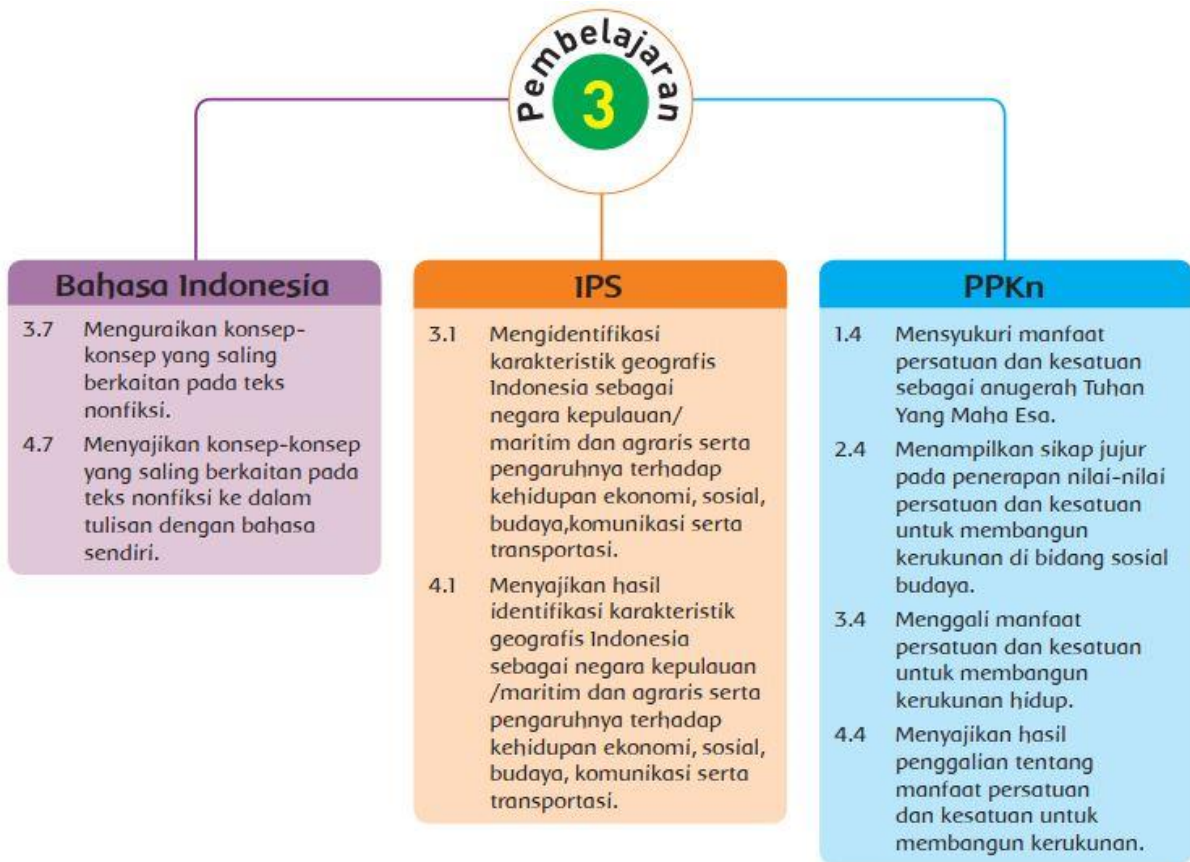 Pembelajaran
3
Bahasa Indonesia
3.7 Menguraikan konsep-
konsep yang saling
berkaitan pada teks
nonfiksi.
4.7 Menyajikan konsep-konsep
yang saling berkaitan pada
teks nonfiksi ke dalam
tulisan dengan bahasa
sendiri.
IPS
3.1 Mengidentifikasi
karakteristik geografis
Indonesia sebagai
negara kepulauan/
maritim dan agraris serta
pengaruhnya terhadap
kehidupan ekonomi, sosial,
budaya,komunikasi serta
transportasi.
4.1 Menyajikan hasil
identifikasi karakteristik
geografis Indonesia
sebagai negara kepulauan
/maritim dan agraris serta
pengaruhnya terhadap
kehidupan ekonomi, sosial,
budaya, komunikasi serta
transportasi.
PPKn
1.4 Mensyukuri manfaat
persatuan dan kesatuan
sebagai anugerah Tuhan
Yang Maha Esa.
2.4 Menampilkan sikap jujur
pada penerapan nilai-nilai
persatuan dan kesatuan
untuk membangun
kerukunan di bidang sosial
budaya.
3.4 Menggali manfaat
persatuan dan kesatuan
untuk membangun
kerukunan hidup.
4.4 Menyajikan hasil
penggalian tentang
manfaat persatuan
dan kesatuan untuk
membangun kerukunan.